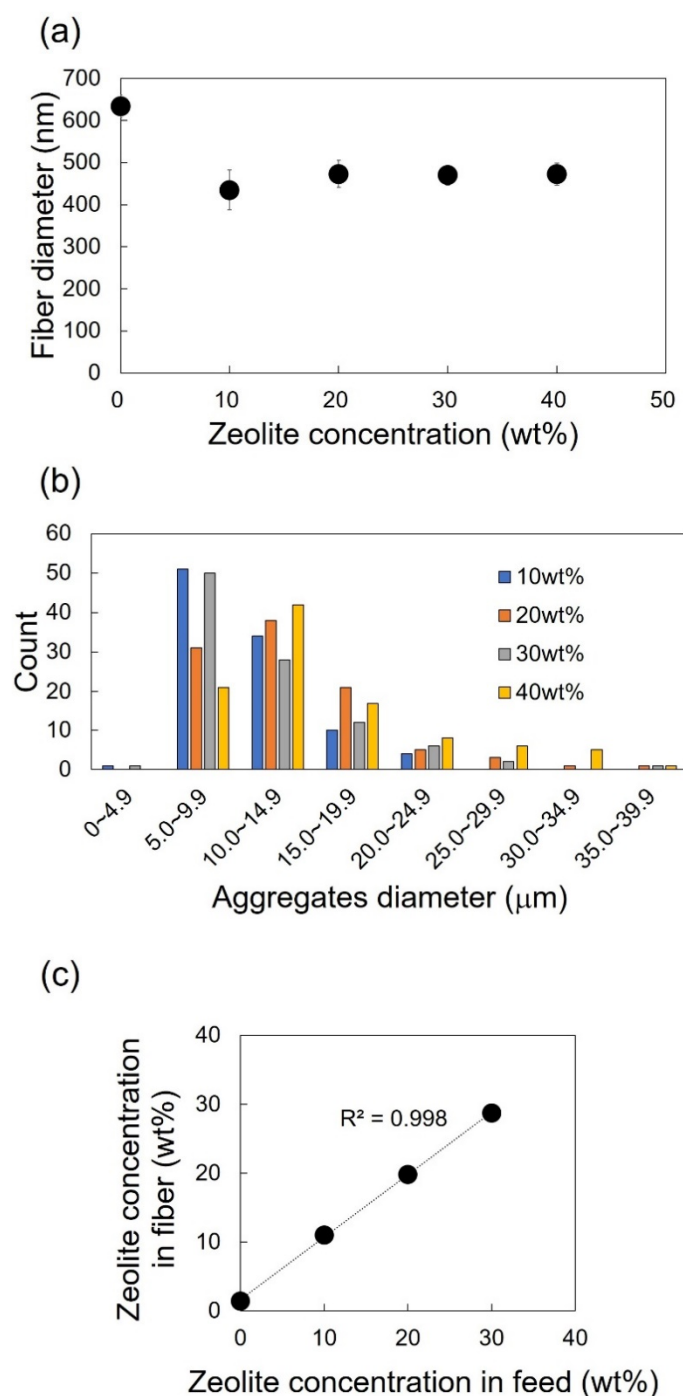 (a)
700
600
500
400
300
200
100
0
Fiber diameter (nm)
0 10 20 30 40 50
Zeolite concentration (wt%)
(b)
60
50
40
30
20
10
0
Count
10wt%
20wt%
30wt%
40wt%
0~4.9
5.0~9.9
10.0~14.9
15.0~19.9
20.0~24.9
25.0~29.9
30.0~34.9
35.0~39.9
Aggregates diameter (μm)
(c)
40
30
20
10
0
Zeolite concentration
in fiber (wt%)
R² = 0.998
0 10 20 30 40
Zeolite concentration in feed (wt%)